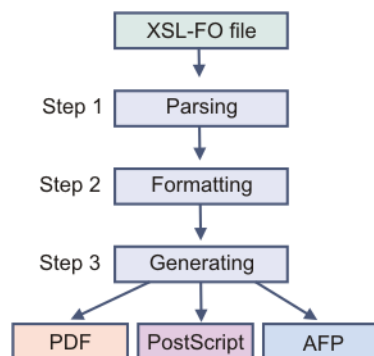 XSL-FO file
Step 1 Parsing
Step 2 Formatting
Step 3 Generating
PDF PostScript AFP